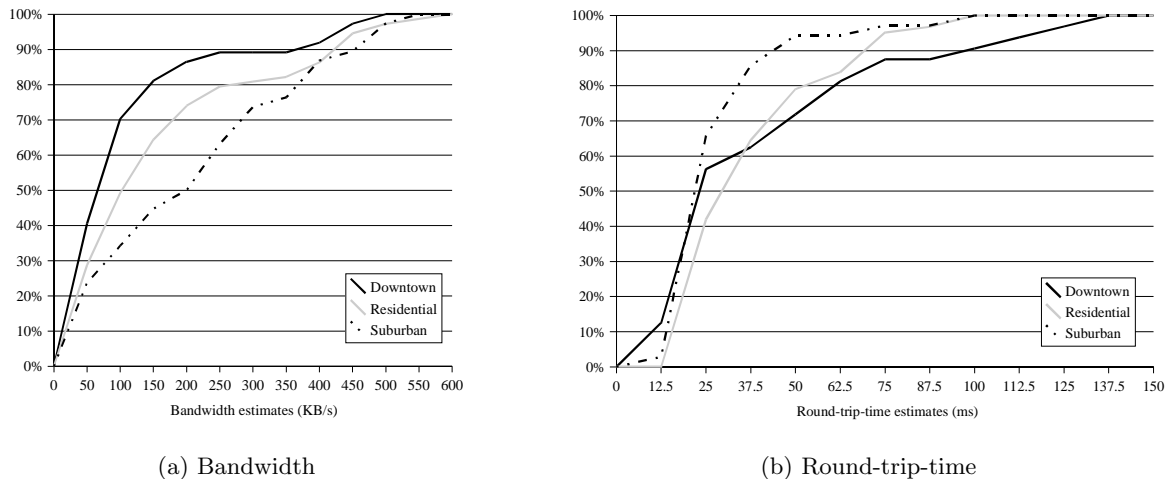 100%
90%
80%
70%
60%
50%
40%
30%
20%
10%
0%
0 50 100 150 200 250 300 350 400 450 500 550 600
Bandwidth estimates (KB/s)
Downtown
Residential
Suburban
(a) Bandwidth
100%
90%
80%
70%
60%
50%
40%
30%
20%
10%
0%
0 12.5 25 37.5 50 62.5 75 87.5 100 112.5 125 137.5 150
Round-trip-time estimates (ms)
Downtown
Residential
Suburban
(b) Round-trip-time